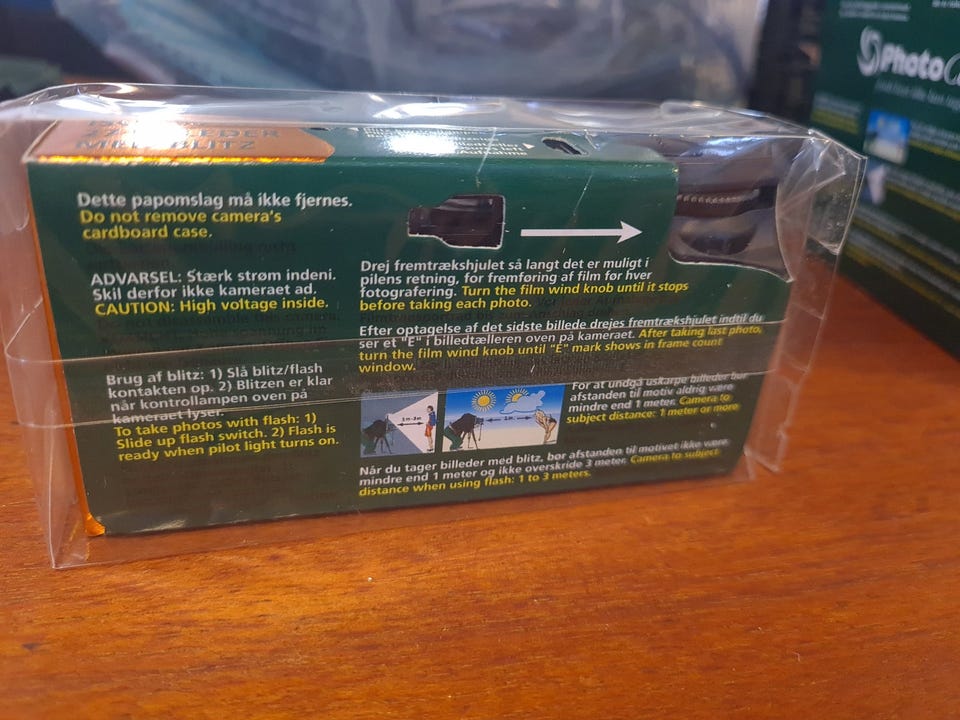 BLITZ
Dette papomslag må ikke fjernes.
Do not remove camera's
cardboard case.
ADVARSEL: Stærk strøm indeni.
Skil derfor ikke kameraet ad.
CAUTION: High voltage inside.
Brug af blitz: 1) Slå blitz/flash
kontakten op. 2) Blitzen er klar
når kontrollampen oven på
kameraet lyser.
To take photos with flash: 1)
Slide up flash switch. 2) Flash is
ready when pilot light turns on.
Drej fremtrækshjulet så langt det er muligt i
pilens retning, for fremføring af film før hver
fotografering. Turn the film wind knob until it stops
before taking each photo.
Efter optagelse af det sidste billede drejes fremtrækshjulet indtil du
ser et "E" i billedtælleren oven på kameraet. After taking last photo,
turn the film wind knob until "E" mark shows in frame count
window.
For at undgå uskarpe billeder bør
afstanden til motiv aldrig være
mindre end 1 meter. Camera to
subject distance: 1 meter or more
Når du tager billeder med blitz, bør afstanden til motivet ikke være
mindre end 1 meter og ikke overskride 3 meter. Camera to subject
distance when using flash: 1 to 3 meters.
Photo